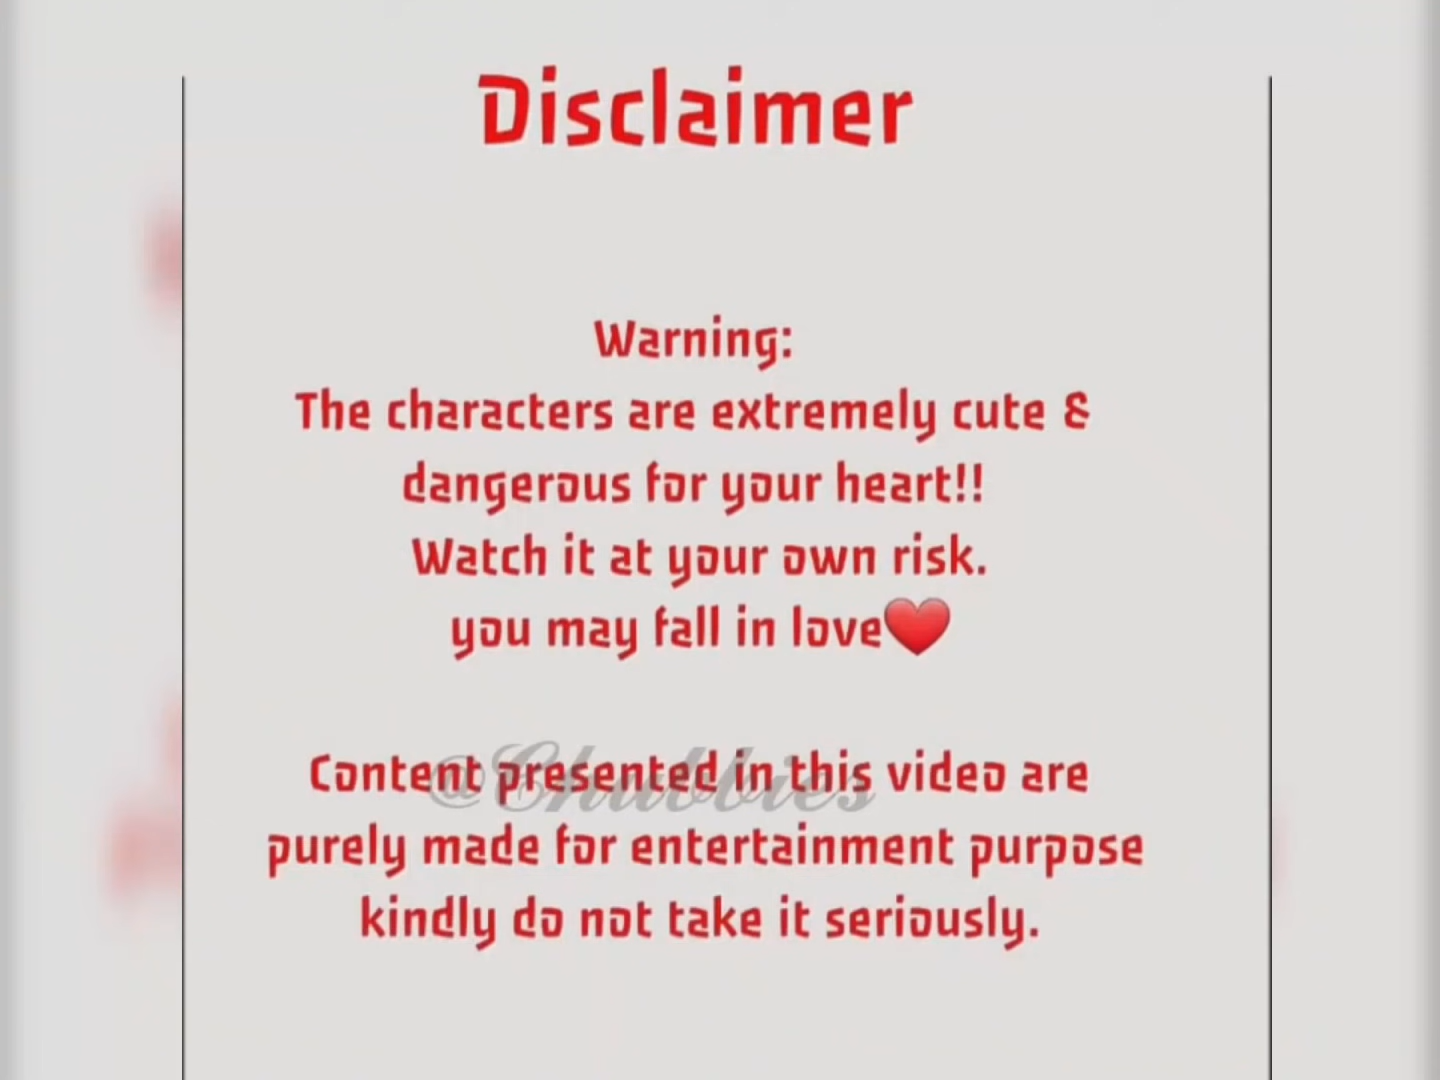 Disclaimer
Warning:
The characters are extremely cute &
dangerous for your heart!!
Watch it at your own risk.
you may fall in love❤️
@Chubbies
Content presented in this video are
purely made for entertainment purpose
kindly do not take it seriously.